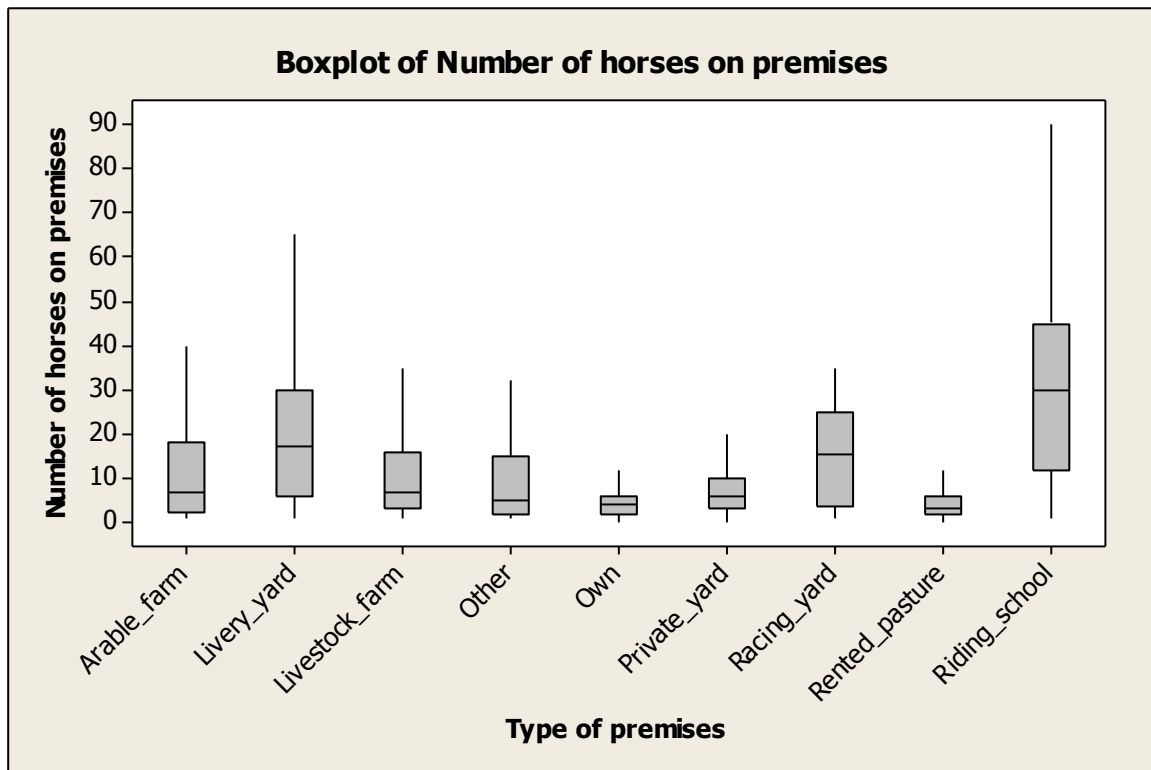 Boxplot of Number of horses on premises
Number of horses on premises
90
80
70
60
50
40
30
20
10
0
Arable_farm
Livery_yard
Livestock_farm
Other
Own
Private_yard
Racing_yard
Rented_pasture
Riding_school
Type of premises